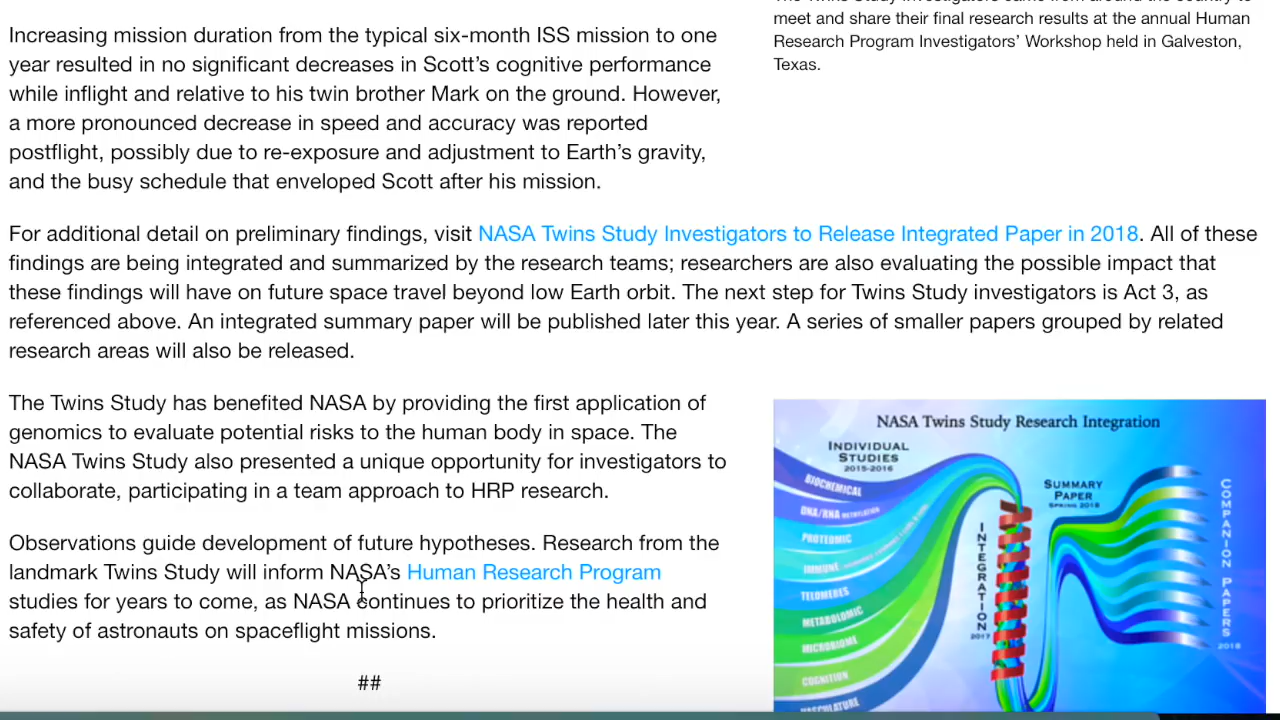 The Twins Study Investigators came from around the country to
meet and share their final research results at the annual Human
Research Program Investigators' Workshop held in Galveston,
Texas.
Increasing mission duration from the typical six-month ISS mission to one
year resulted in no significant decreases in Scott's cognitive performance
while inflight and relative to his twin brother Mark on the ground. However,
a more pronounced decrease in speed and accuracy was reported
postflight, possibly due to re-exposure and adjustment to Earth's gravity,
and the busy schedule that enveloped Scott after his mission.
For additional detail on preliminary findings, visit NASA Twins Study Investigators to Release Integrated Paper in 2018. All of these
findings are being integrated and summarized by the research teams; researchers are also evaluating the possible impact that
these findings will have on future space travel beyond low Earth orbit. The next step for Twins Study investigators is Act 3, as
referenced above. An integrated summary paper will be published later this year. A series of smaller papers grouped by related
research areas will also be released.
The Twins Study has benefited NASA by providing the first application of
genomics to evaluate potential risks to the human body in space. The
NASA Twins Study also presented a unique opportunity for investigators to
collaborate, participating in a team approach to HRP research.
Observations guide development of future hypotheses. Research from the
landmark Twins Study will inform NASA's Human Research Program
studies for years to come, as NASA continues to prioritize the health and
safety of astronauts on spaceflight missions.
##
NASA Twins Study Research Integration
INDIVIDUAL
STUDIES
2015-2016
BIOCHEMICAL
DNA/RNA METHYLATION
PROTEOMIC
IMMUNE
TELOMERES
METABOLOMIC
MICROBIOME
COGNITION
VASCULATURE
INTEGRATION
2017
SUMMARY
PAPER
SPRING 2018
COMPANION PAPERS
2018